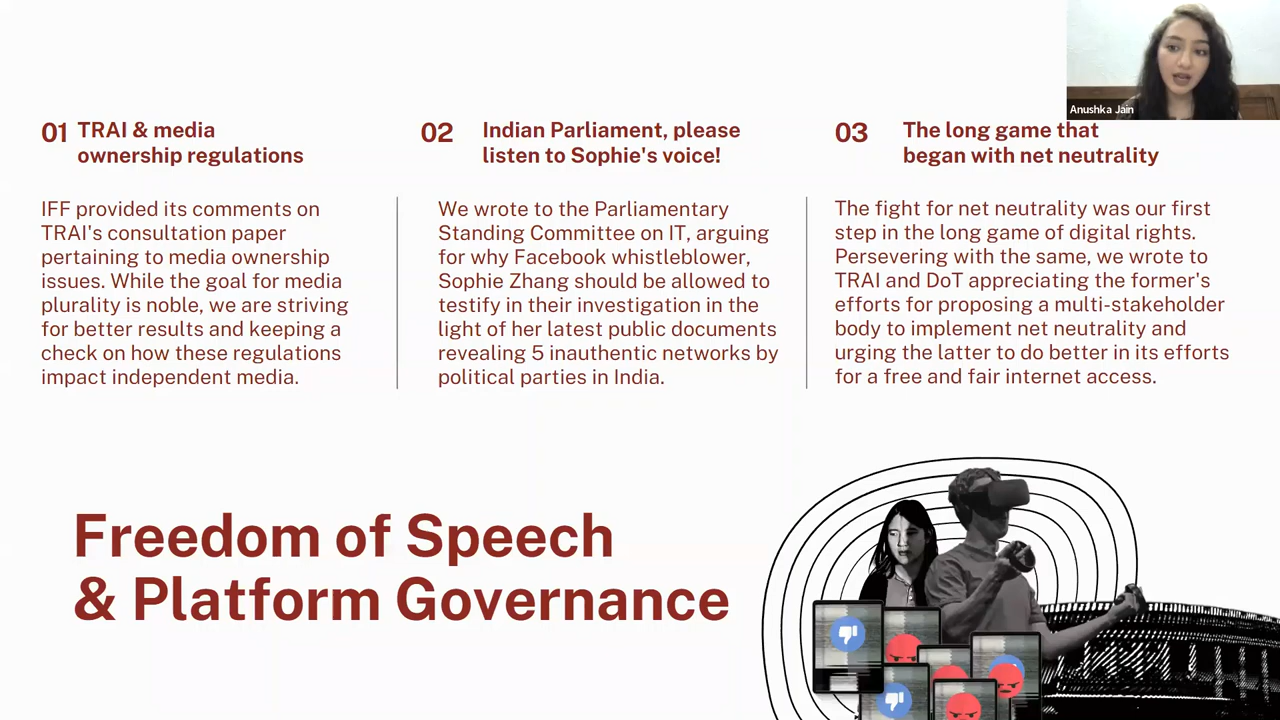 Anushka Jain
01 TRAI & media
ownership regulations
IFF provided its comments on
TRAI's consultation paper
pertaining to media ownership
issues. While the goal for media
plurality is noble, we are striving
for better results and keeping a
check on how these regulations
impact independent media.
02 Indian Parliament, please
listen to Sophie's voice!
We wrote to the Parliamentary
Standing Committee on IT, arguing
for why Facebook whistleblower,
Sophie Zhang should be allowed to
testify in their investigation in the
light of her latest public documents
revealing 5 inauthentic networks by
political parties in India.
03 The long game that
began with net neutrality
The fight for net neutrality was our first
step in the long game of digital rights.
Persevering with the same, we wrote to
TRAI and DoT appreciating the former's
efforts for proposing a multi-stakeholder
body to implement net neutrality and
urging the latter to do better in its efforts
for a free and fair internet access.
Freedom of Speech
& Platform Governance